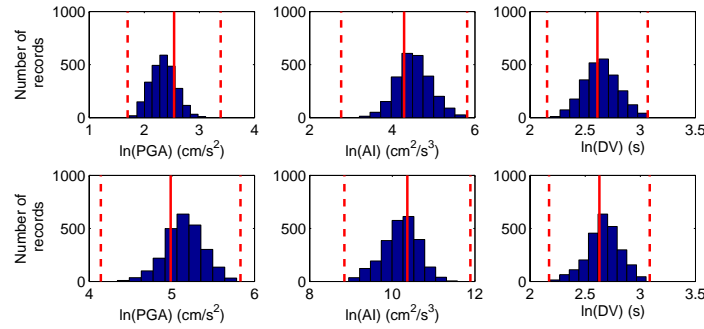 1000
500
0
1 2 3 4
Number of
records
ln(PGA) (cm/s²)
1000
500
0
2 4 6
ln(AI) (cm²/s³)
1000
500
0
2 2.5 3 3.5
ln(DV) (s)
1000
500
0
4 5 6
Number of
records
ln(PGA) (cm/s²)
1000
500
0
8 10 12
ln(AI) (cm²/s³)
1000
500
0
2 2.5 3 3.5
ln(DV) (s)